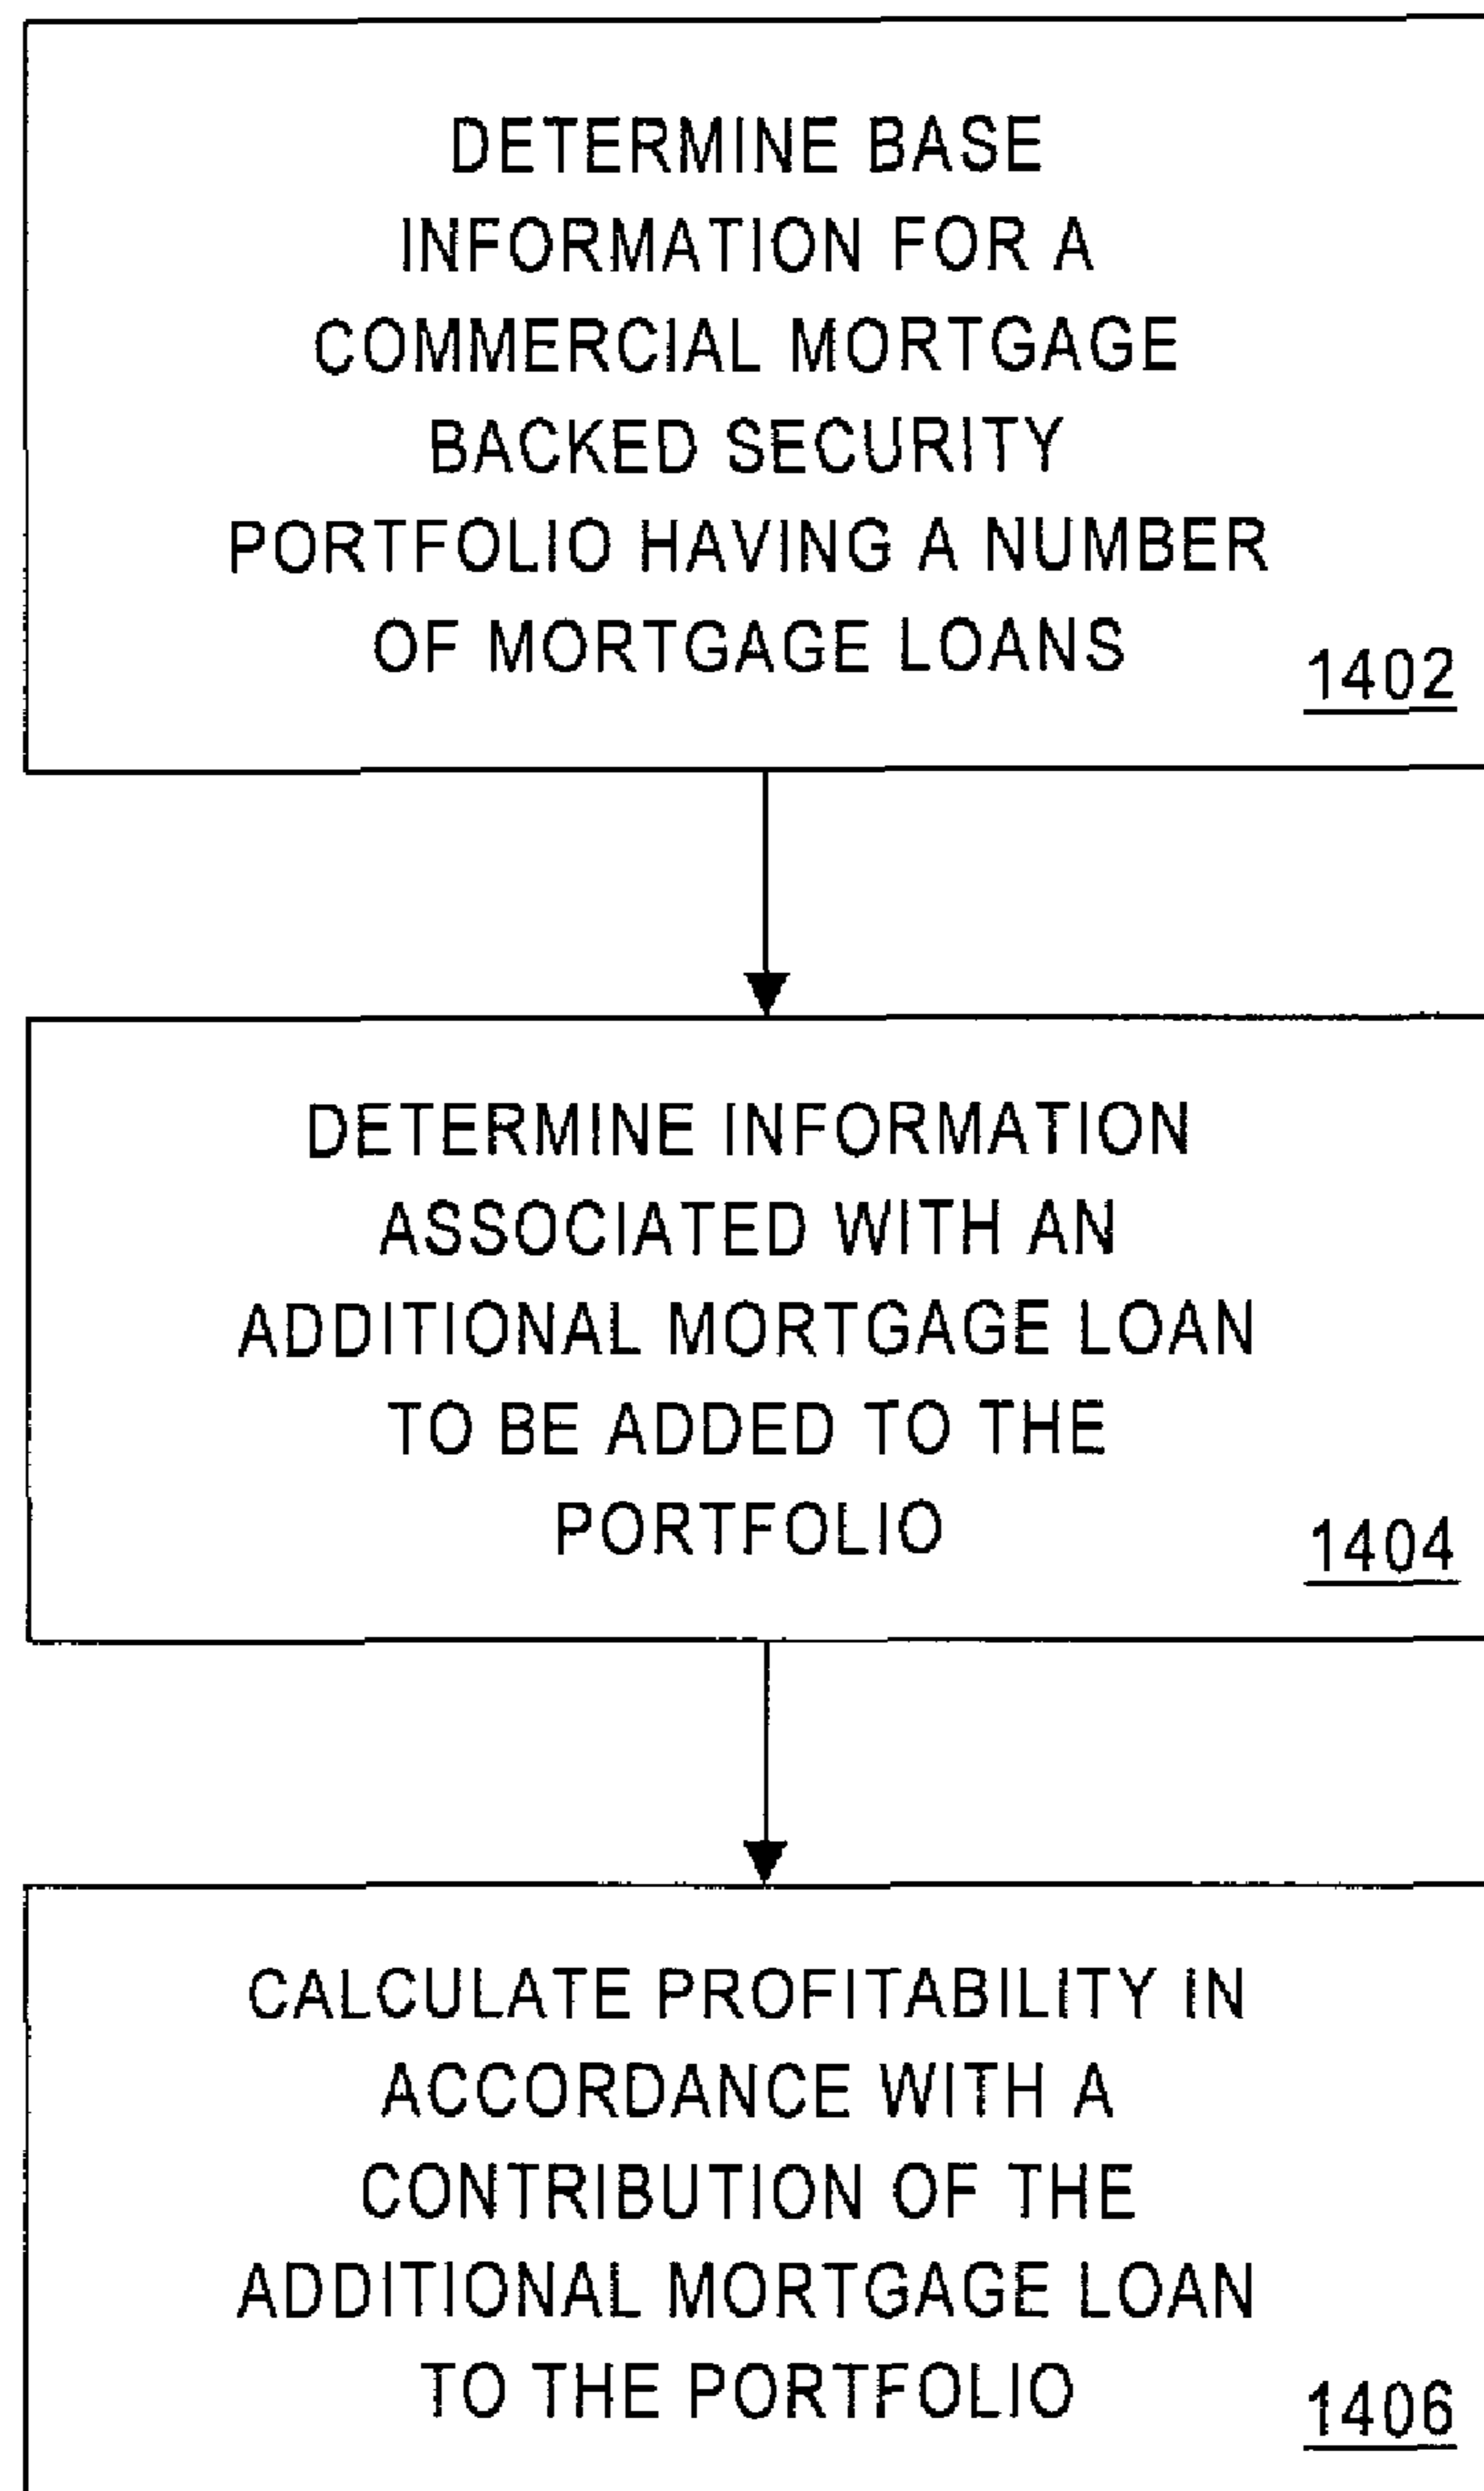 DETERMINE BASE
INFORMATION FOR A
COMMERCIAL MORTGAGE
BACKED SECURITY
PORTFOLIO HAVING A NUMBER
OF MORTGAGE LOANS
1402
DETERMINE INFORMATION
ASSOCIATED WITH AN
ADDITIONAL MORTGAGE LOAN
TO BE ADDED TO THE
PORTFOLIO
1404
CALCULATE PROFITABILITY IN
ACCORDANCE WITH A
CONTRIBUTION OF THE
ADDITIONAL MORTGAGE LOAN
TO THE PORTFOLIO
1406